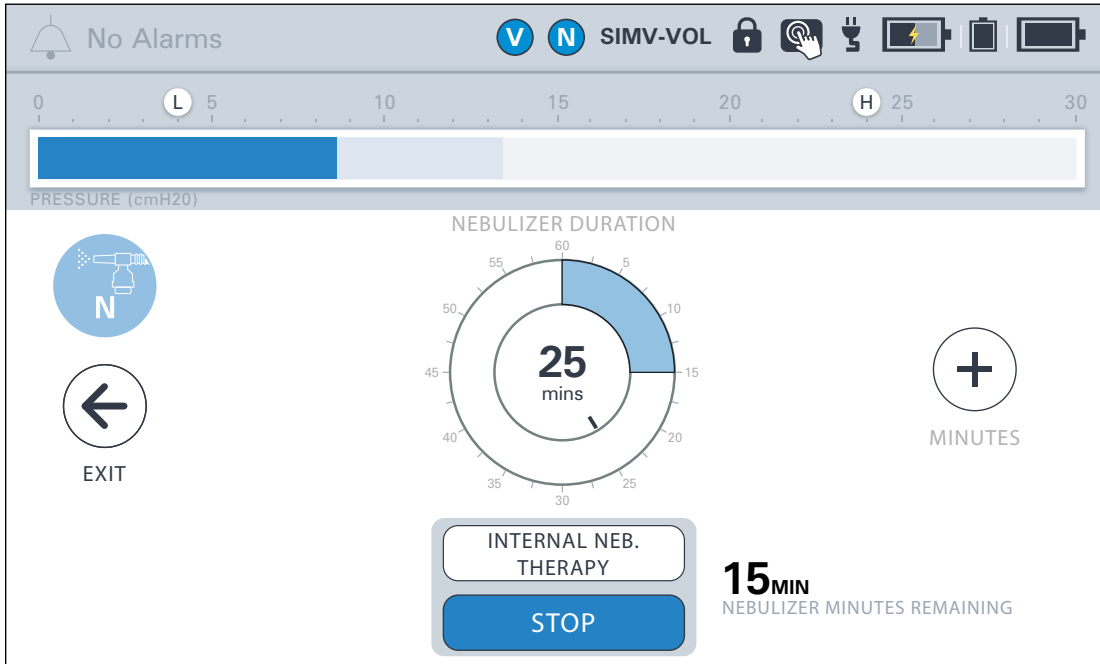 No Alarms
V N SIMV-VOL
0 L 5 10 15 20 H 25 30
PRESSURE (cmH20)
NEBULIZER DURATION
60
55 5
50 10
45 15
40 20
35 25
30
25
mins
N
EXIT
MINUTES
INTERNAL NEB.
THERAPY
STOP
15MIN
NEBULIZER MINUTES REMAINING